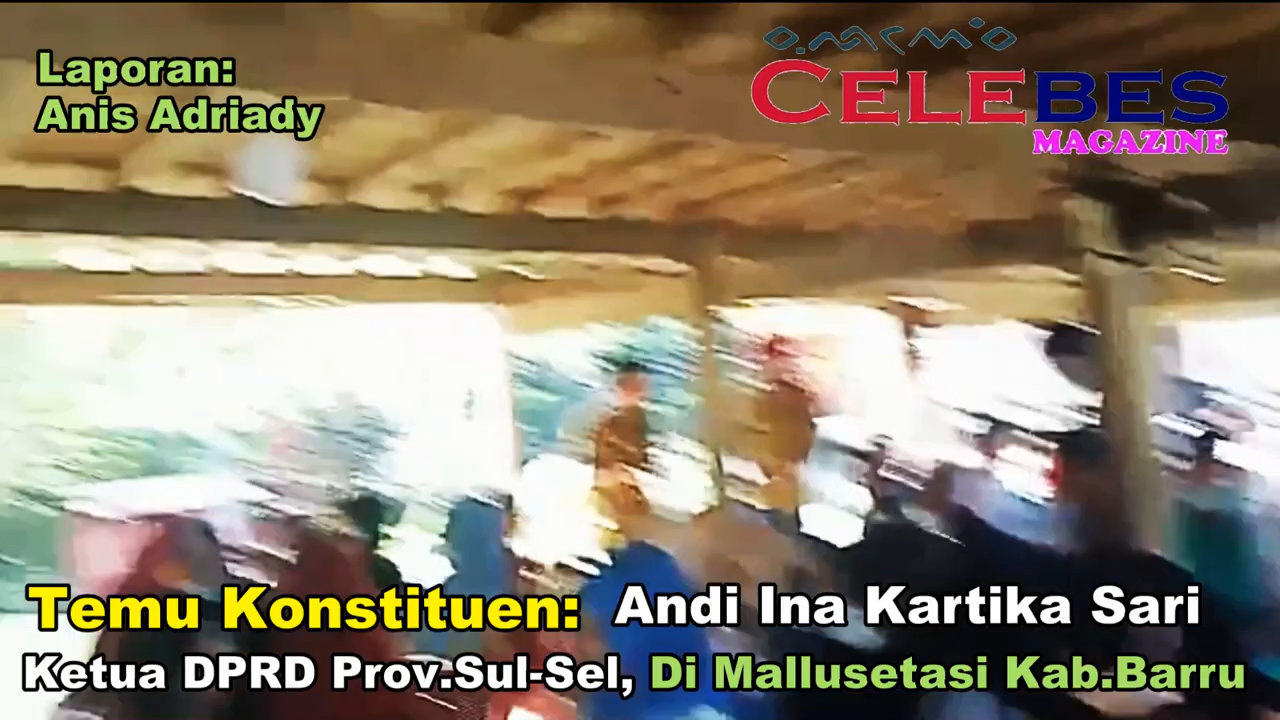 Laporan:
Anis Adriady
CELEBES
MAGAZINE
Temu Konstituen: Andi Ina Kartika Sari
Ketua DPRD Prov.Sul-Sel, Di Mallusetasi Kab.Barru